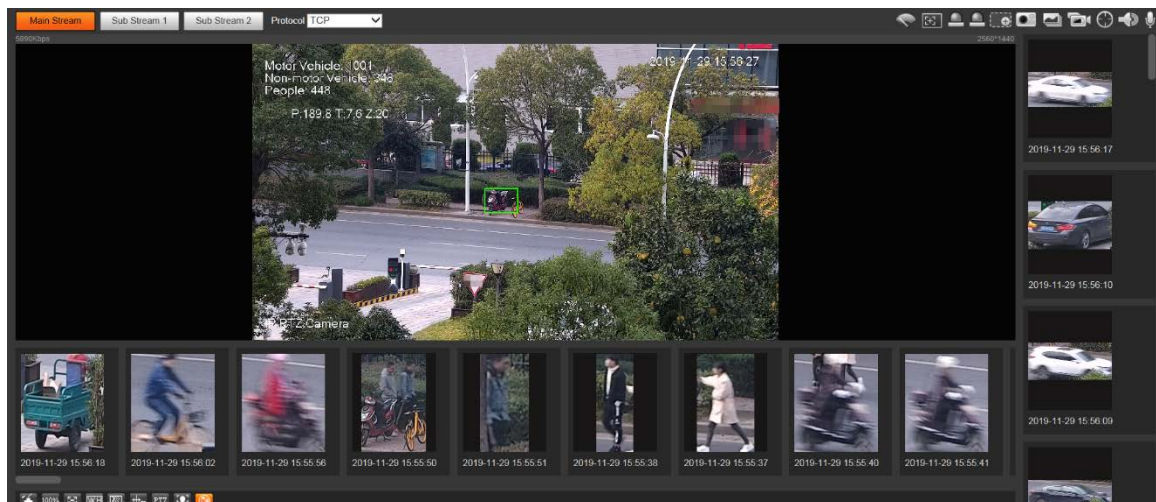 Main Stream
Sub Stream 1
Sub Stream 2
Protocol TCP
5890Kbps
2560*1440
Motor Vehicle: 1001
Non-motor Vehicle: 346
People: 448
P:189.8 T:7.6 Z:20
2019-11-29 15:56:27
IP PTZ Camera
2019-11-29 15:56:17
2019-11-29 15:56:10
2019-11-29 15:56:09
2019-11-29 15:56:18
2019-11-29 15:56:02
2019-11-29 15:55:56
2019-11-29 15:55:50
2019-11-29 15:55:51
2019-11-29 15:55:38
2019-11-29 15:55:37
2019-11-29 15:55:40
2019-11-29 15:55:41
100%
W:H
PTZ